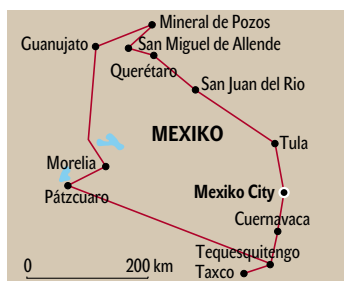 Mineral de Pozos
Guanujato
San Miguel de Allende
Querétaro
San Juan del Rio
MEXIKO
Tula
Morelia
Pátzcuaro
Mexiko City
Cuernavaca
Tequesquitengo
Taxco
0 200 km